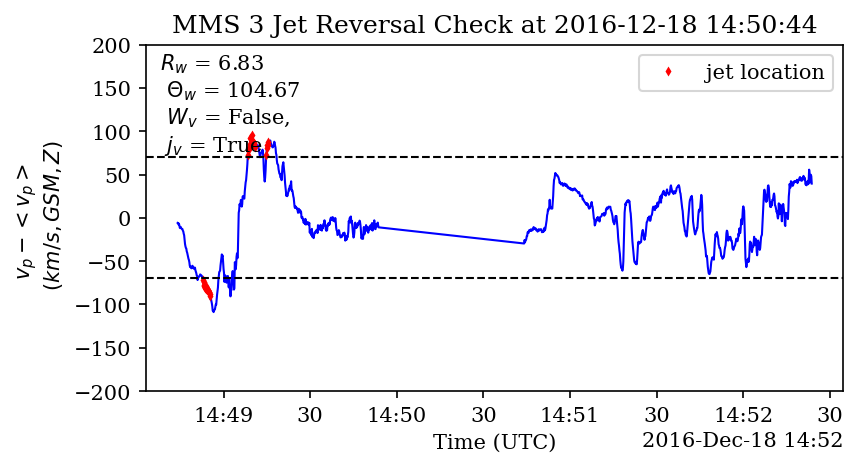 MMS 3 Jet Reversal Check at 2016-12-18 14:50:44
R_w = 6.83
Θ_w = 104.67
W_v = False,
j_v = True
jet location
v_p − < v_p >
(km/s, GSM, Z)
200
150
100
50
0
−50
−100
−150
−200
14:49 30 14:50 30 14:51 30 14:52 30
Time (UTC)
2016-Dec-18 14:52